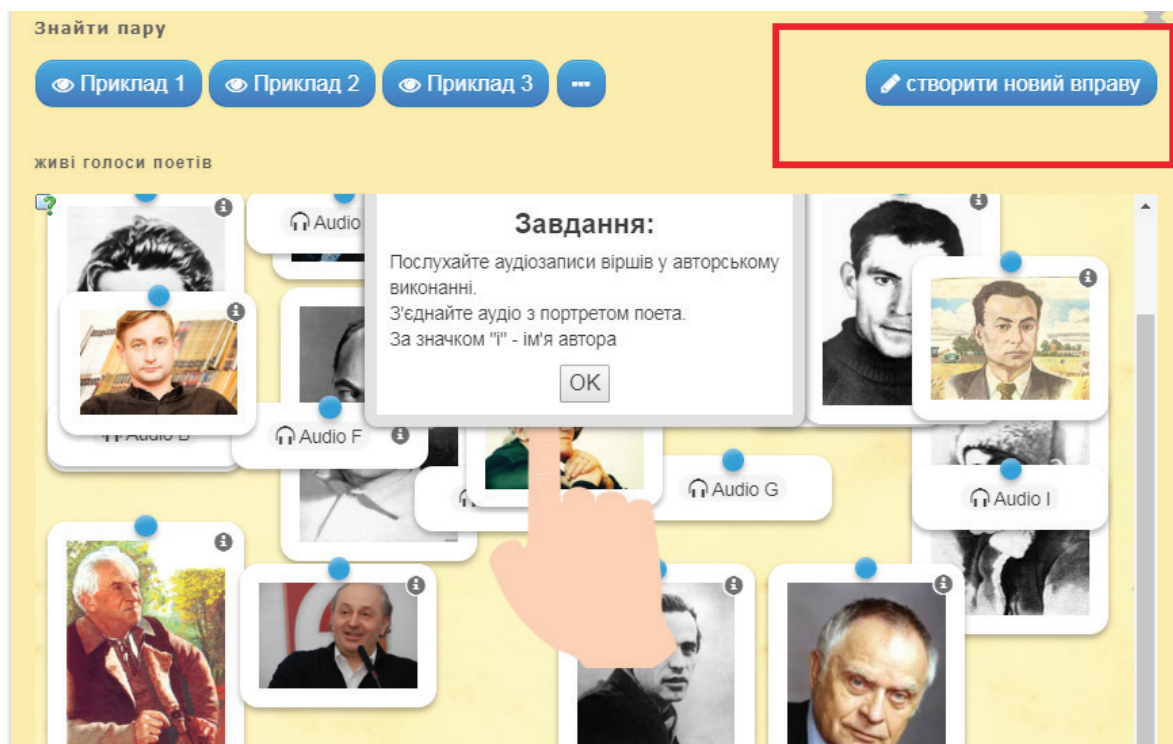 Знайти пару
Приклад 1 Приклад 2 Приклад 3 ... створити новий вправу
живі голоси поетів
Audio
Завдання:
Послухайте аудіозаписи віршів у авторському
виконанні.
З'єднайте аудіо з портретом поета.
За значком "і" - ім'я автора
OK
Audio F
Audio G
Audio I